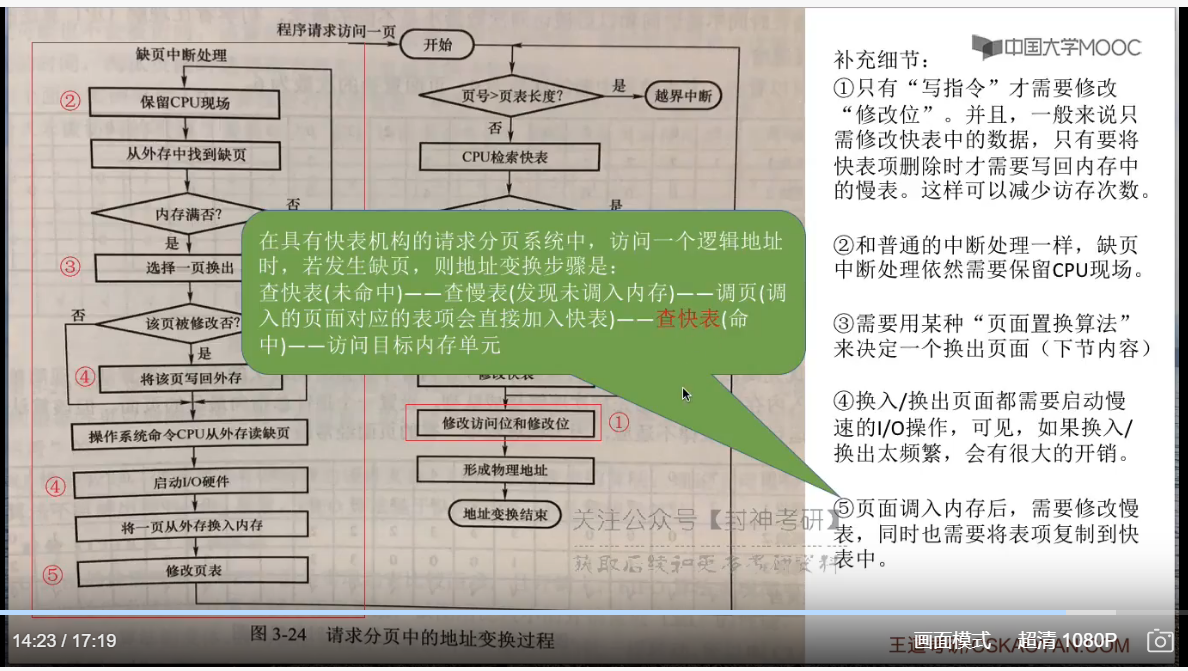 程序请求访问一页
开始
缺页中断处理
②
保留CPU现场
从外存中找到缺页
内存满否?
否
是
③
选择一页换出
该页被修改否?
否
是
④
将该页写回外存
操作系统命令CPU从外存读缺页
④
启动I/O硬件
将一页从外存换入内存
⑤
修改页表
页号>页表长度?
是
越界中断
否
CPU检索快表
是
在具有快表机构的请求分页系统中，访问一个逻辑地址
时，若发生缺页，则地址变换步骤是：
查快表(未命中)——查慢表(发现未调入内存)——调页(调
入的页面对应的表项会直接加入快表)——查快表(命
中)——访问目标内存单元
修改快表
修改访问位和修改位
①
形成物理地址
地址变换结束
图 3-24 请求分页中的地址变换过程
中国大学MOOC
补充细节：
①只有“写指令”才需要修改
“修改位”。并且，一般来说只
需修改快表中的数据，只有要将
快表项删除时才需要写回内存中
的慢表。这样可以减少访存次数。
②和普通的中断处理一样，缺页
中断处理依然需要保留CPU现场。
③需要用某种“页面置换算法”
来决定一个换出页面（下节内容）
④换入/换出页面都需要启动慢
速的I/O操作，可见，如果换入/
换出太频繁，会有很大的开销。
⑤页面调入内存后，需要修改慢
表，同时也需要将表项复制到快
表中。
关注公众号【封神考研】
14:23 / 17:19
画面模式
超清 1080P